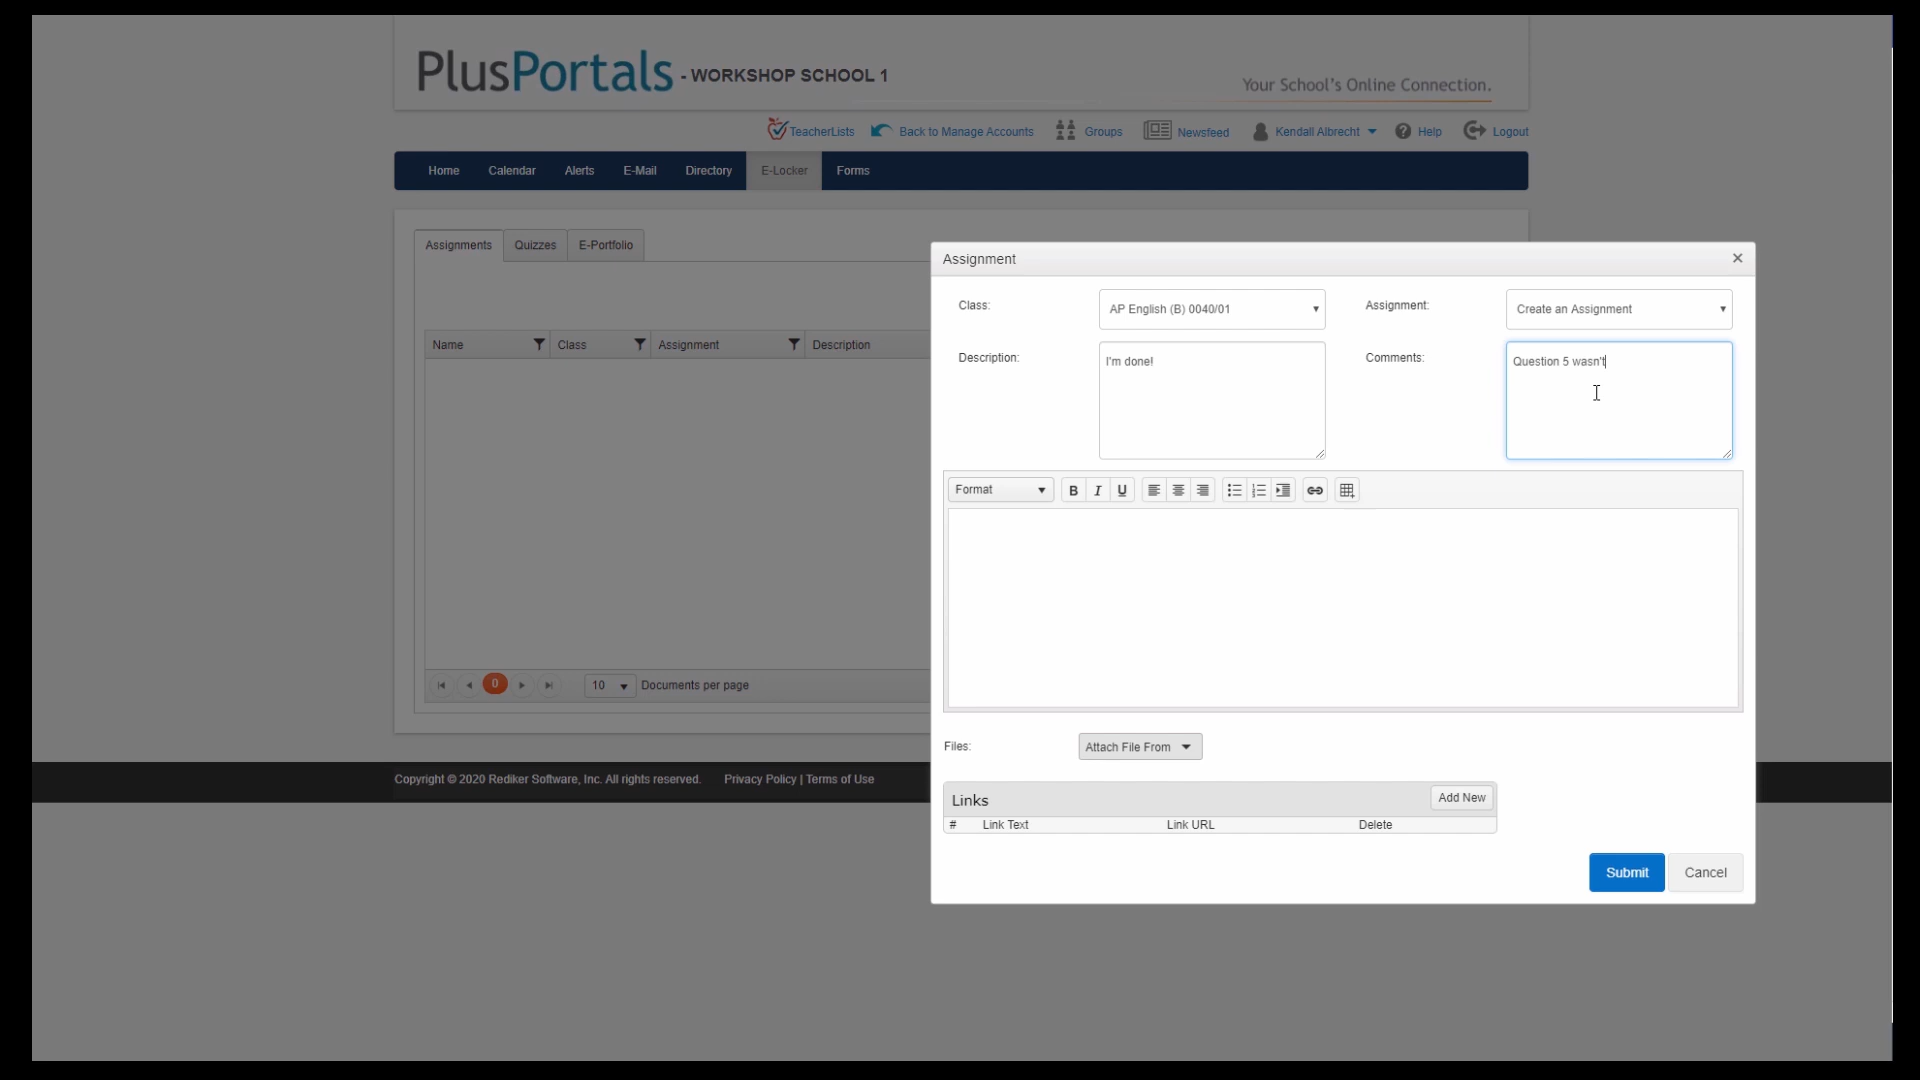 PlusPortals - WORKSHOP SCHOOL 1
Your School's Online Connection.
TeacherLists Back to Manage Accounts Groups Newsfeed Kendall Albrecht Help Logout
Home Calendar Alerts E-Mail Directory E-Locker Forms
Assignments Quizzes E-Portfolio
Name Class Assignment Description
0 10 Documents per page
Copyright © 2020 Rediker Software, Inc. All rights reserved. Privacy Policy | Terms of Use
Assignment
Class: AP English (B) 0040/01 Assignment: Create an Assignment
Description: I'm done! Comments: Question 5 wasn't
Format B I U
Files: Attach File From
Links Add New
# Link Text Link URL Delete
Submit Cancel